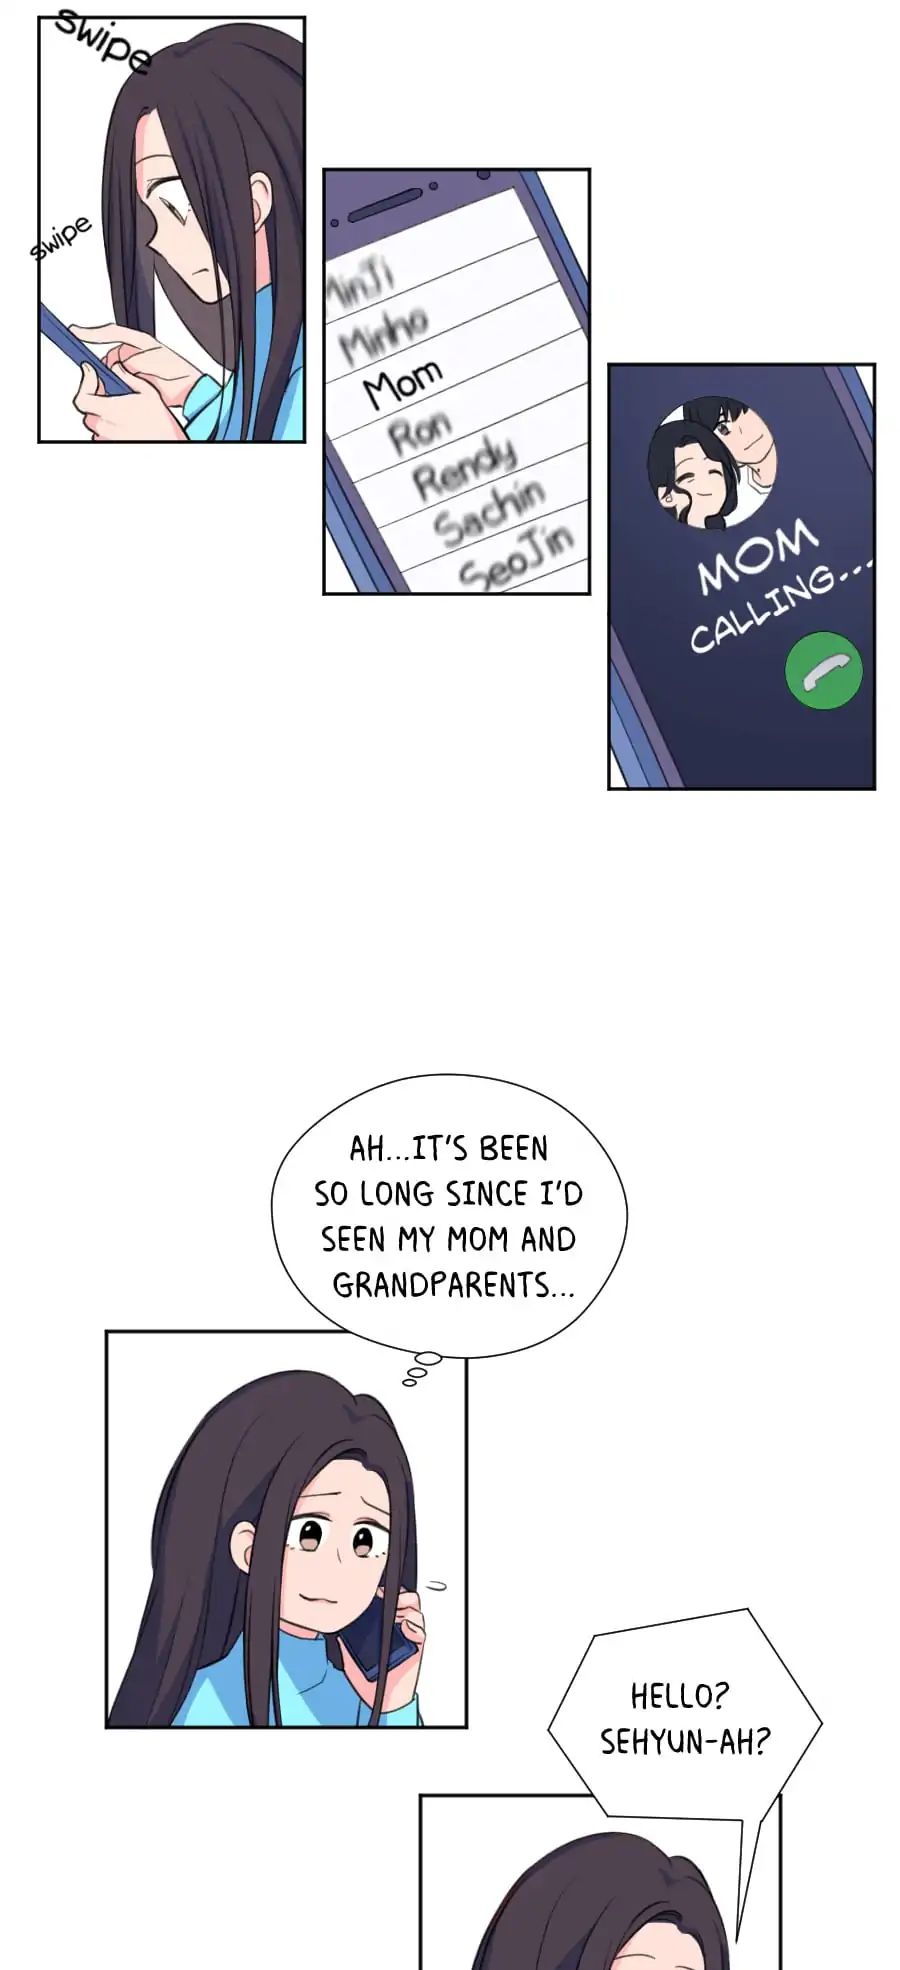 swipe
swipe
MinJi
Minho
Mom
Ron
Rendy
Sachin
SeoJin
MOM
CALLING...
AH...IT'S BEEN
SO LONG SINCE I'D
SEEN MY MOM AND
GRANDPARENTS...
HELLO?
SEHYUN-AH?